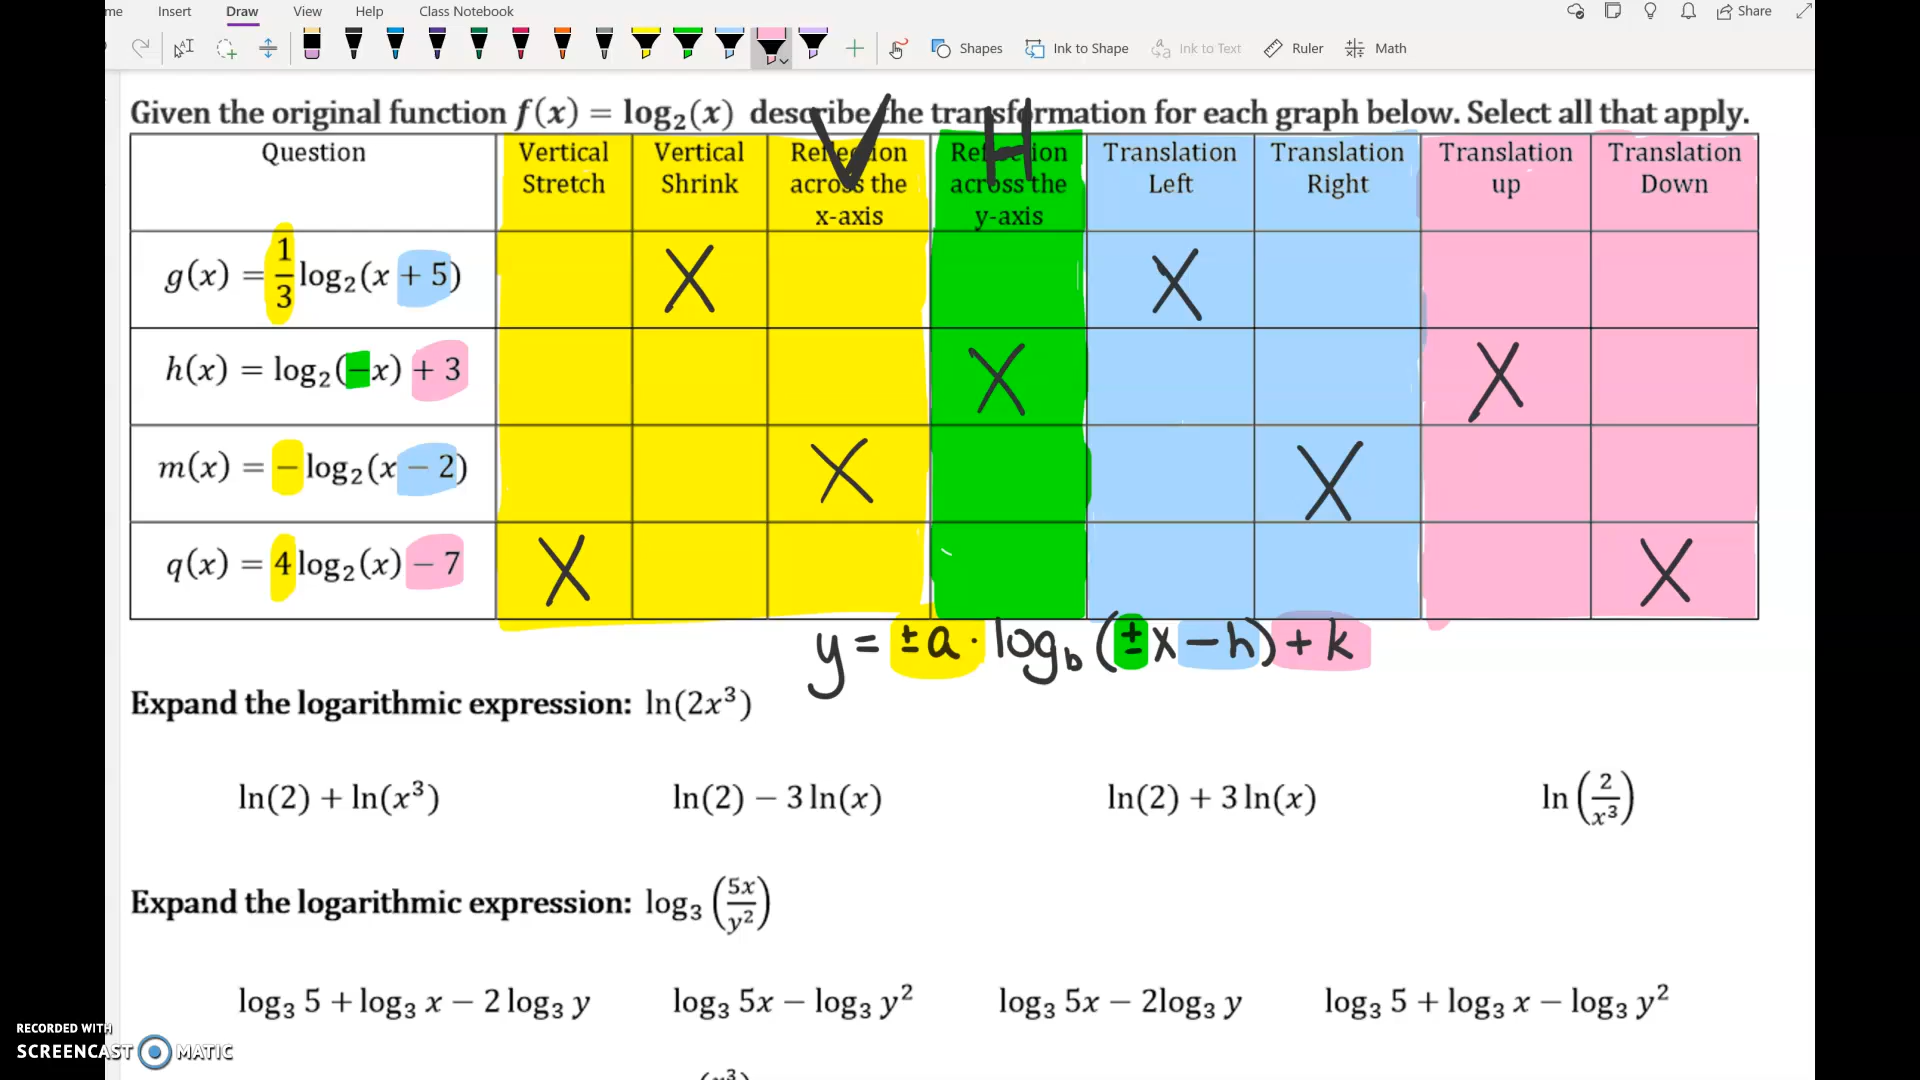 me Insert Draw View Help Class Notebook Share
Shapes Ink to Shape Ink to Text Ruler Math
Given the original function f(x) = log₂(x) describe the transformation for each graph below. Select all that apply.
V H
Question Vertical Stretch Vertical Shrink Reflection across the x-axis Reflection across the y-axis Translation Left Translation Right Translation up Translation Down
g(x) = 1/3 log₂(x + 5) X X
h(x) = log₂(−x) + 3 X X
m(x) = − log₂(x − 2) X X
q(x) = 4 log₂(x) − 7 X X
y = ± a · log_b (± x − h) + k
Expand the logarithmic expression: ln(2x³)
ln(2) + ln(x³) ln(2) − 3 ln(x) ln(2) + 3 ln(x) ln(2/x³)
Expand the logarithmic expression: log₃(5x/y²)
log₃ 5 + log₃ x − 2 log₃ y log₃ 5x − log₃ y² log₃ 5x − 2log₃ y log₃ 5 + log₃ x − log₃ y²
RECORDED WITH
SCREENCAST MATIC